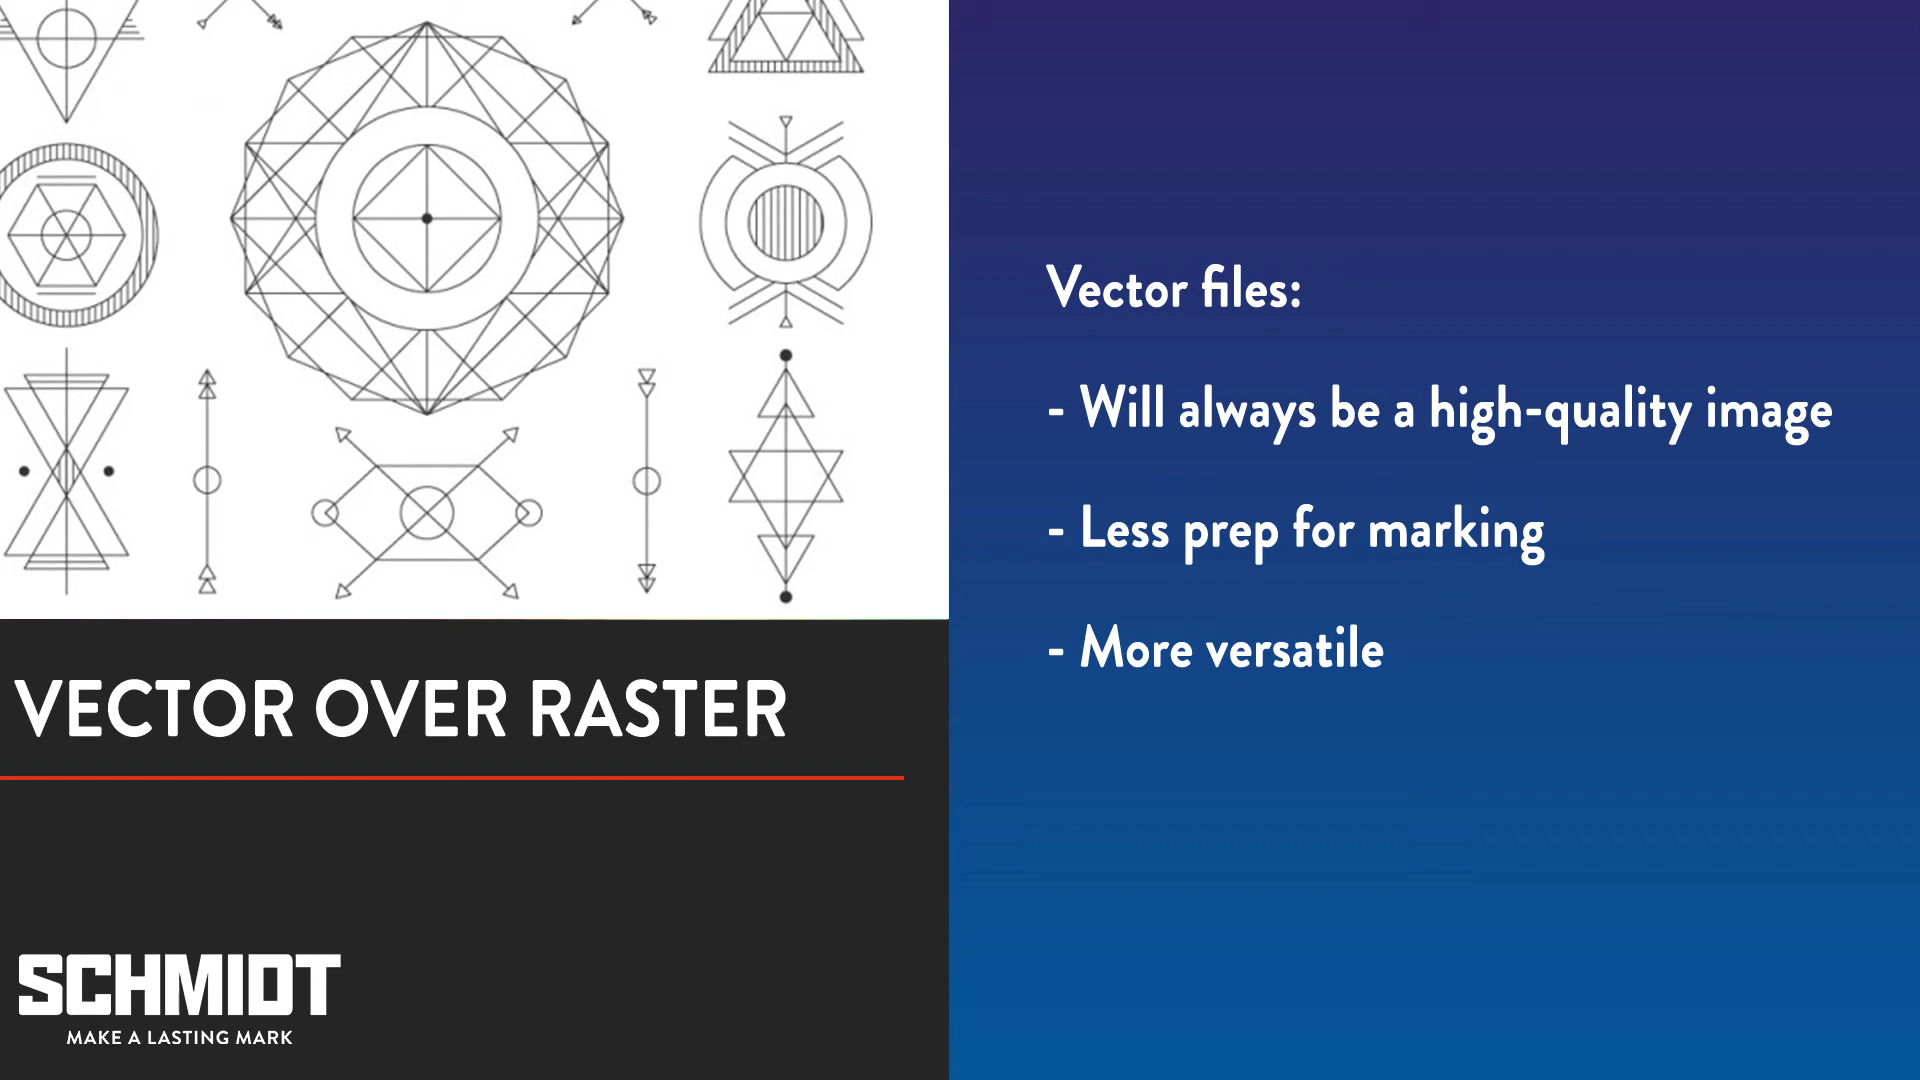 VECTOR OVER RASTER
SCHMIDT
MAKE A LASTING MARK
Vector files:
- Will always be a high-quality image
- Less prep for marking
- More versatile